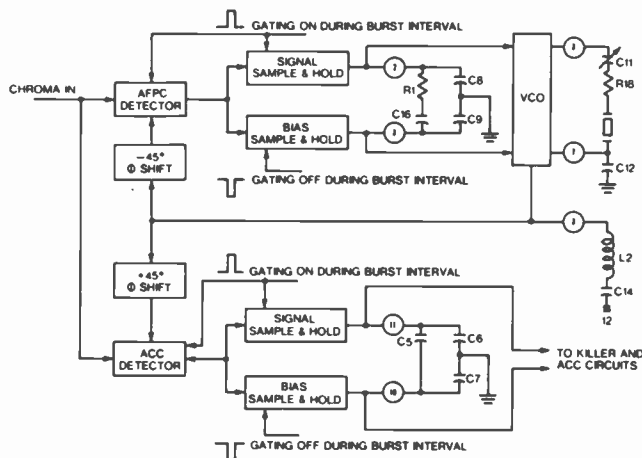 GATING ON DURING BURST INTERVAL
CHROMA IN
AFPC
DETECTOR
SIGNAL
SAMPLE & HOLD
BIAS
SAMPLE & HOLD
R1
C16
C8
C9
VCO
C11
R18
C12
7
−45°
Φ SHIFT
GATING OFF DURING BURST INTERVAL
+45°
Φ SHIFT
L2
C14
12
GATING ON DURING BURST INTERVAL
ACC
DETECTOR
SIGNAL
SAMPLE & HOLD
BIAS
SAMPLE & HOLD
11
10
C5
C6
C7
TO KILLER AND
ACC CIRCUITS
GATING OFF DURING BURST INTERVAL